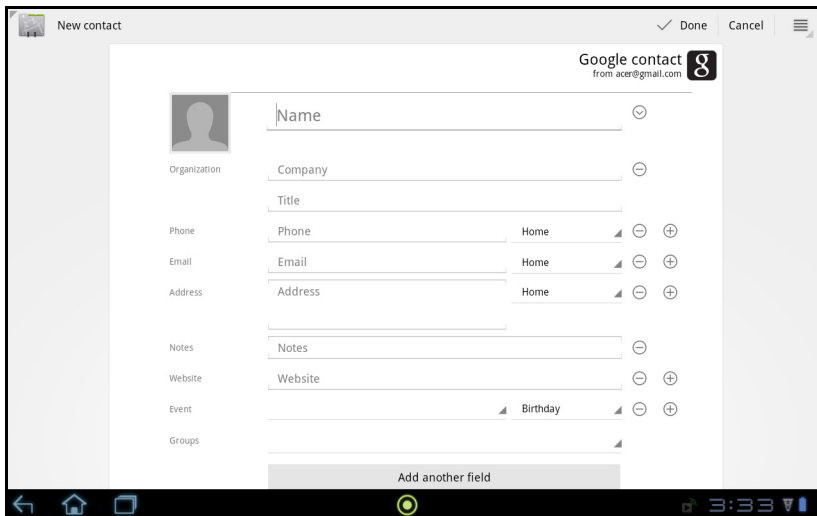 New contact Done Cancel
Google contact g
from acer@gmail.com
Name
Organization Company
Title
Phone Phone Home
Email Email Home
Address Address Home
Notes Notes
Website Website
Event Birthday
Groups
Add another field
3:33